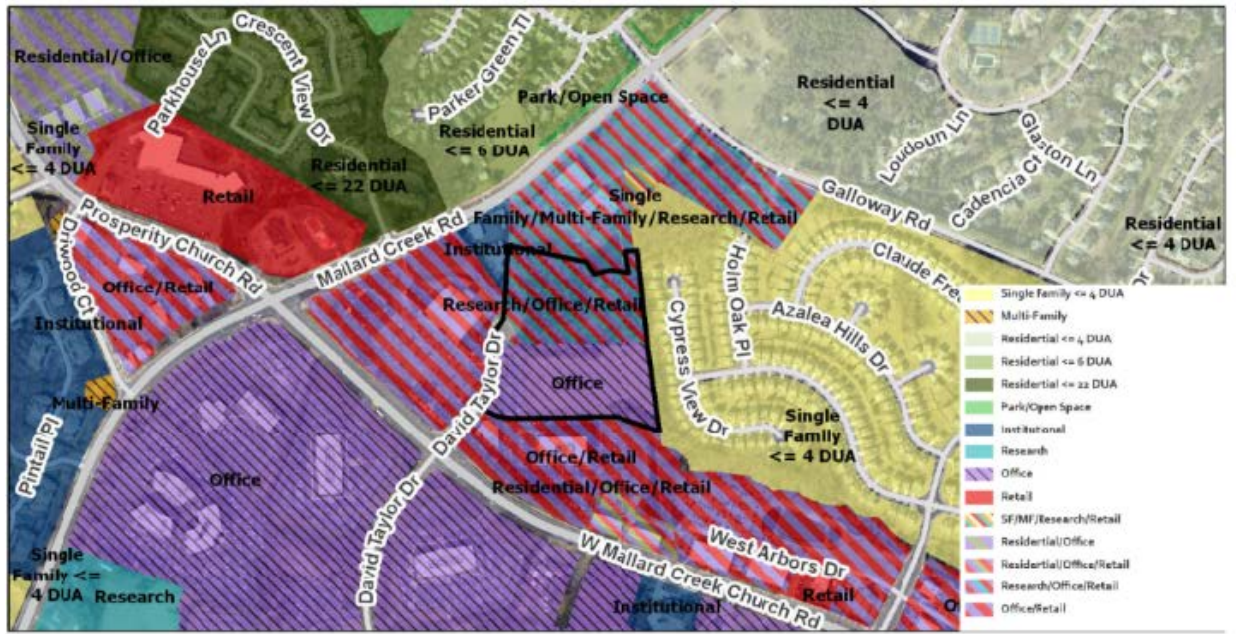 Residential/Office
Parkhouse Ln
Crescent View Dr
Parker Green Tl
Park/Open Space
Residential
<= 4
DUA
Single
Family
<= 4 DUA
Residential
<= 6 DUA
Residential
<= 22 DUA
Retail
Loudoun Ln
Glaston Ln
Cadencia Ct
Galloway Rd
Single
Family/Multi-Family/Research/Retail
Residential
<= 4 DUA
Prosperity Church Rd
Driwood Ct
Mallard Creek Rd
Institutional
Office/Retail
Institutional
Research/Office/Retail
Holm Oak Pl
Claude Fre
Dr
Cypress View Dr
Azalea Hills Dr
Office
Multi-Family
David Taylor Dr
Single
Family
<= 4 DUA
Pintail Pl
Office
Office/Retail
Residential/Office/Retail
David Taylor Dr
W Mallard Creek Church Rd
West Arbors Dr
Single
Family <=
4 DUA
Research
Institutional
Retail
O
Single Family <= 4 DUA
Multi-Family
Residential <= 4 DUA
Residential <= 6 DUA
Residential <= 22 DUA
Park/Open Space
Institutional
Research
Office
Retail
SF/MF/Research/Retail
Residential/Office
Residential/Office/Retail
Research/Office/Retail
Office/Retail